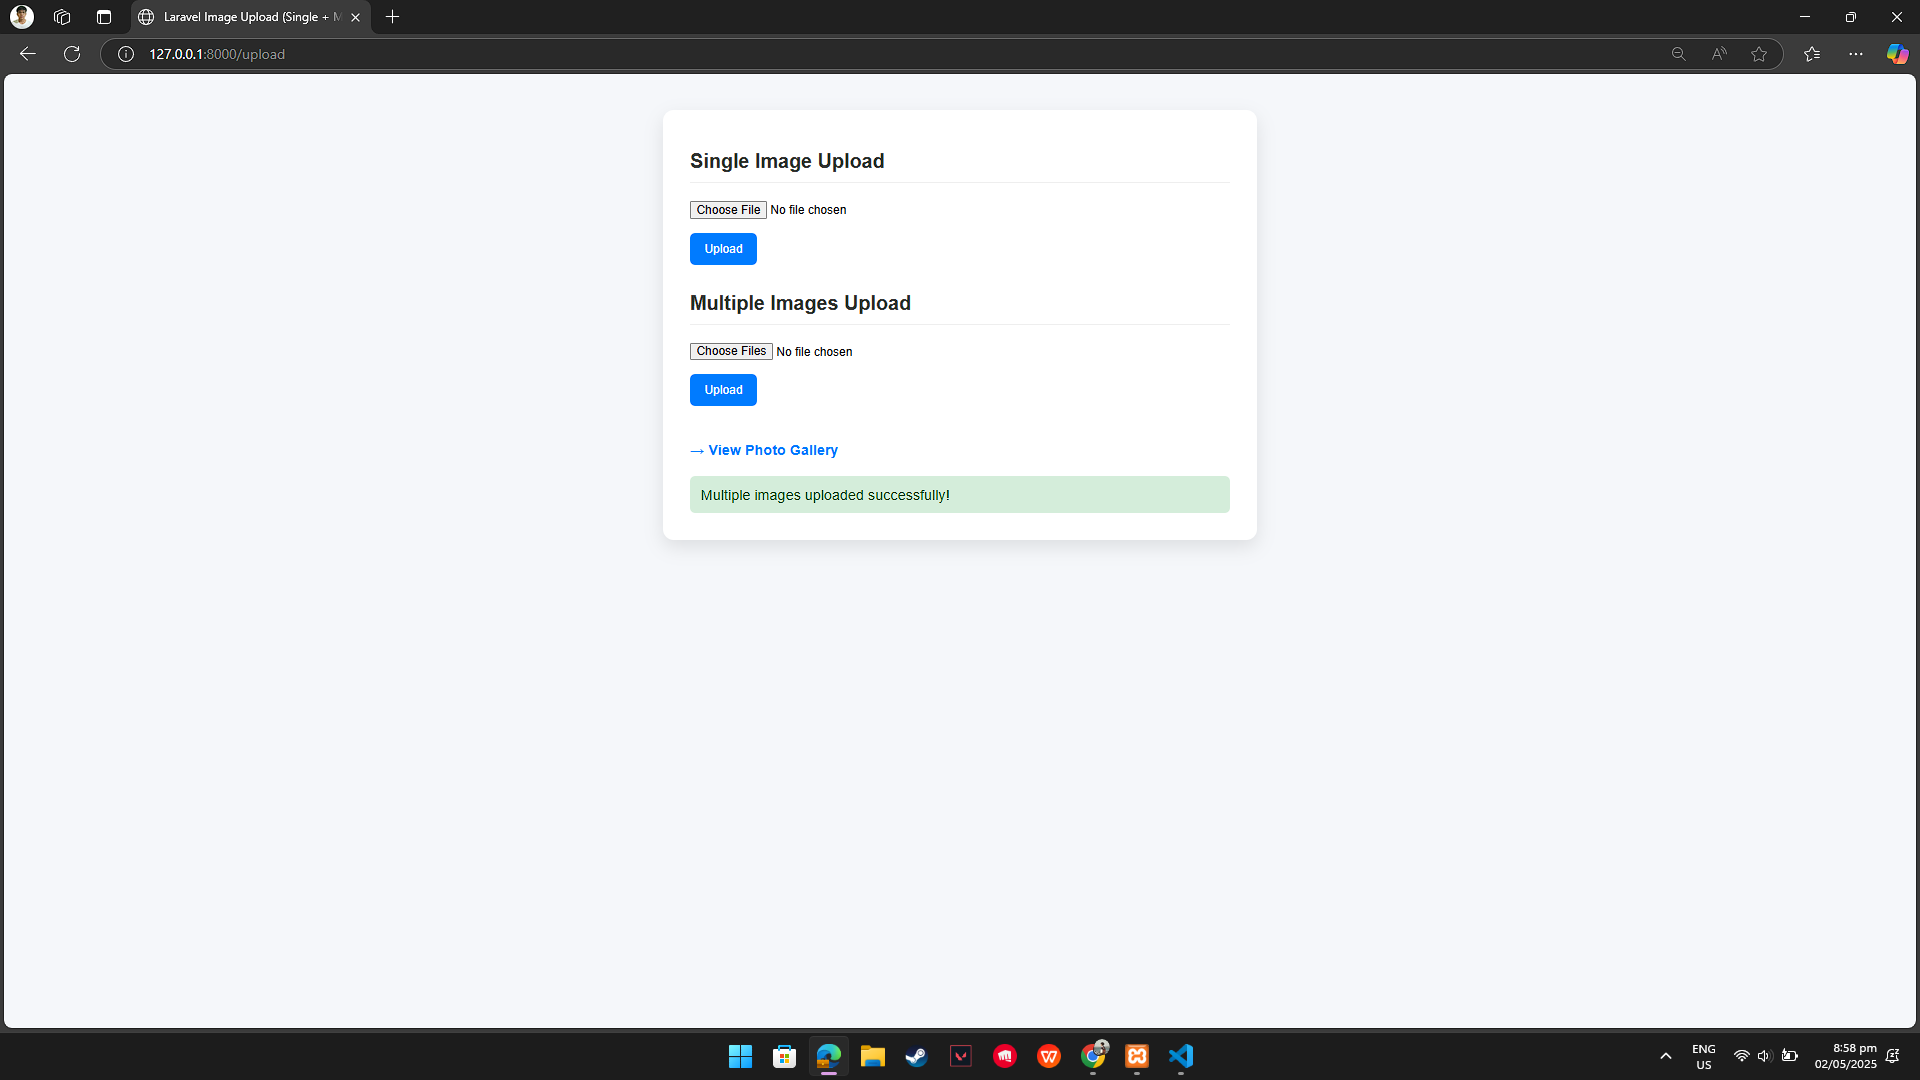 Laravel Image Upload (Single + M
127.0.0.1:8000/upload
Single Image Upload
Choose File No file chosen
Upload
Multiple Images Upload
Choose Files No file chosen
Upload
→ View Photo Gallery
Multiple images uploaded successfully!
ENG
US
8:58 pm
02/05/2025